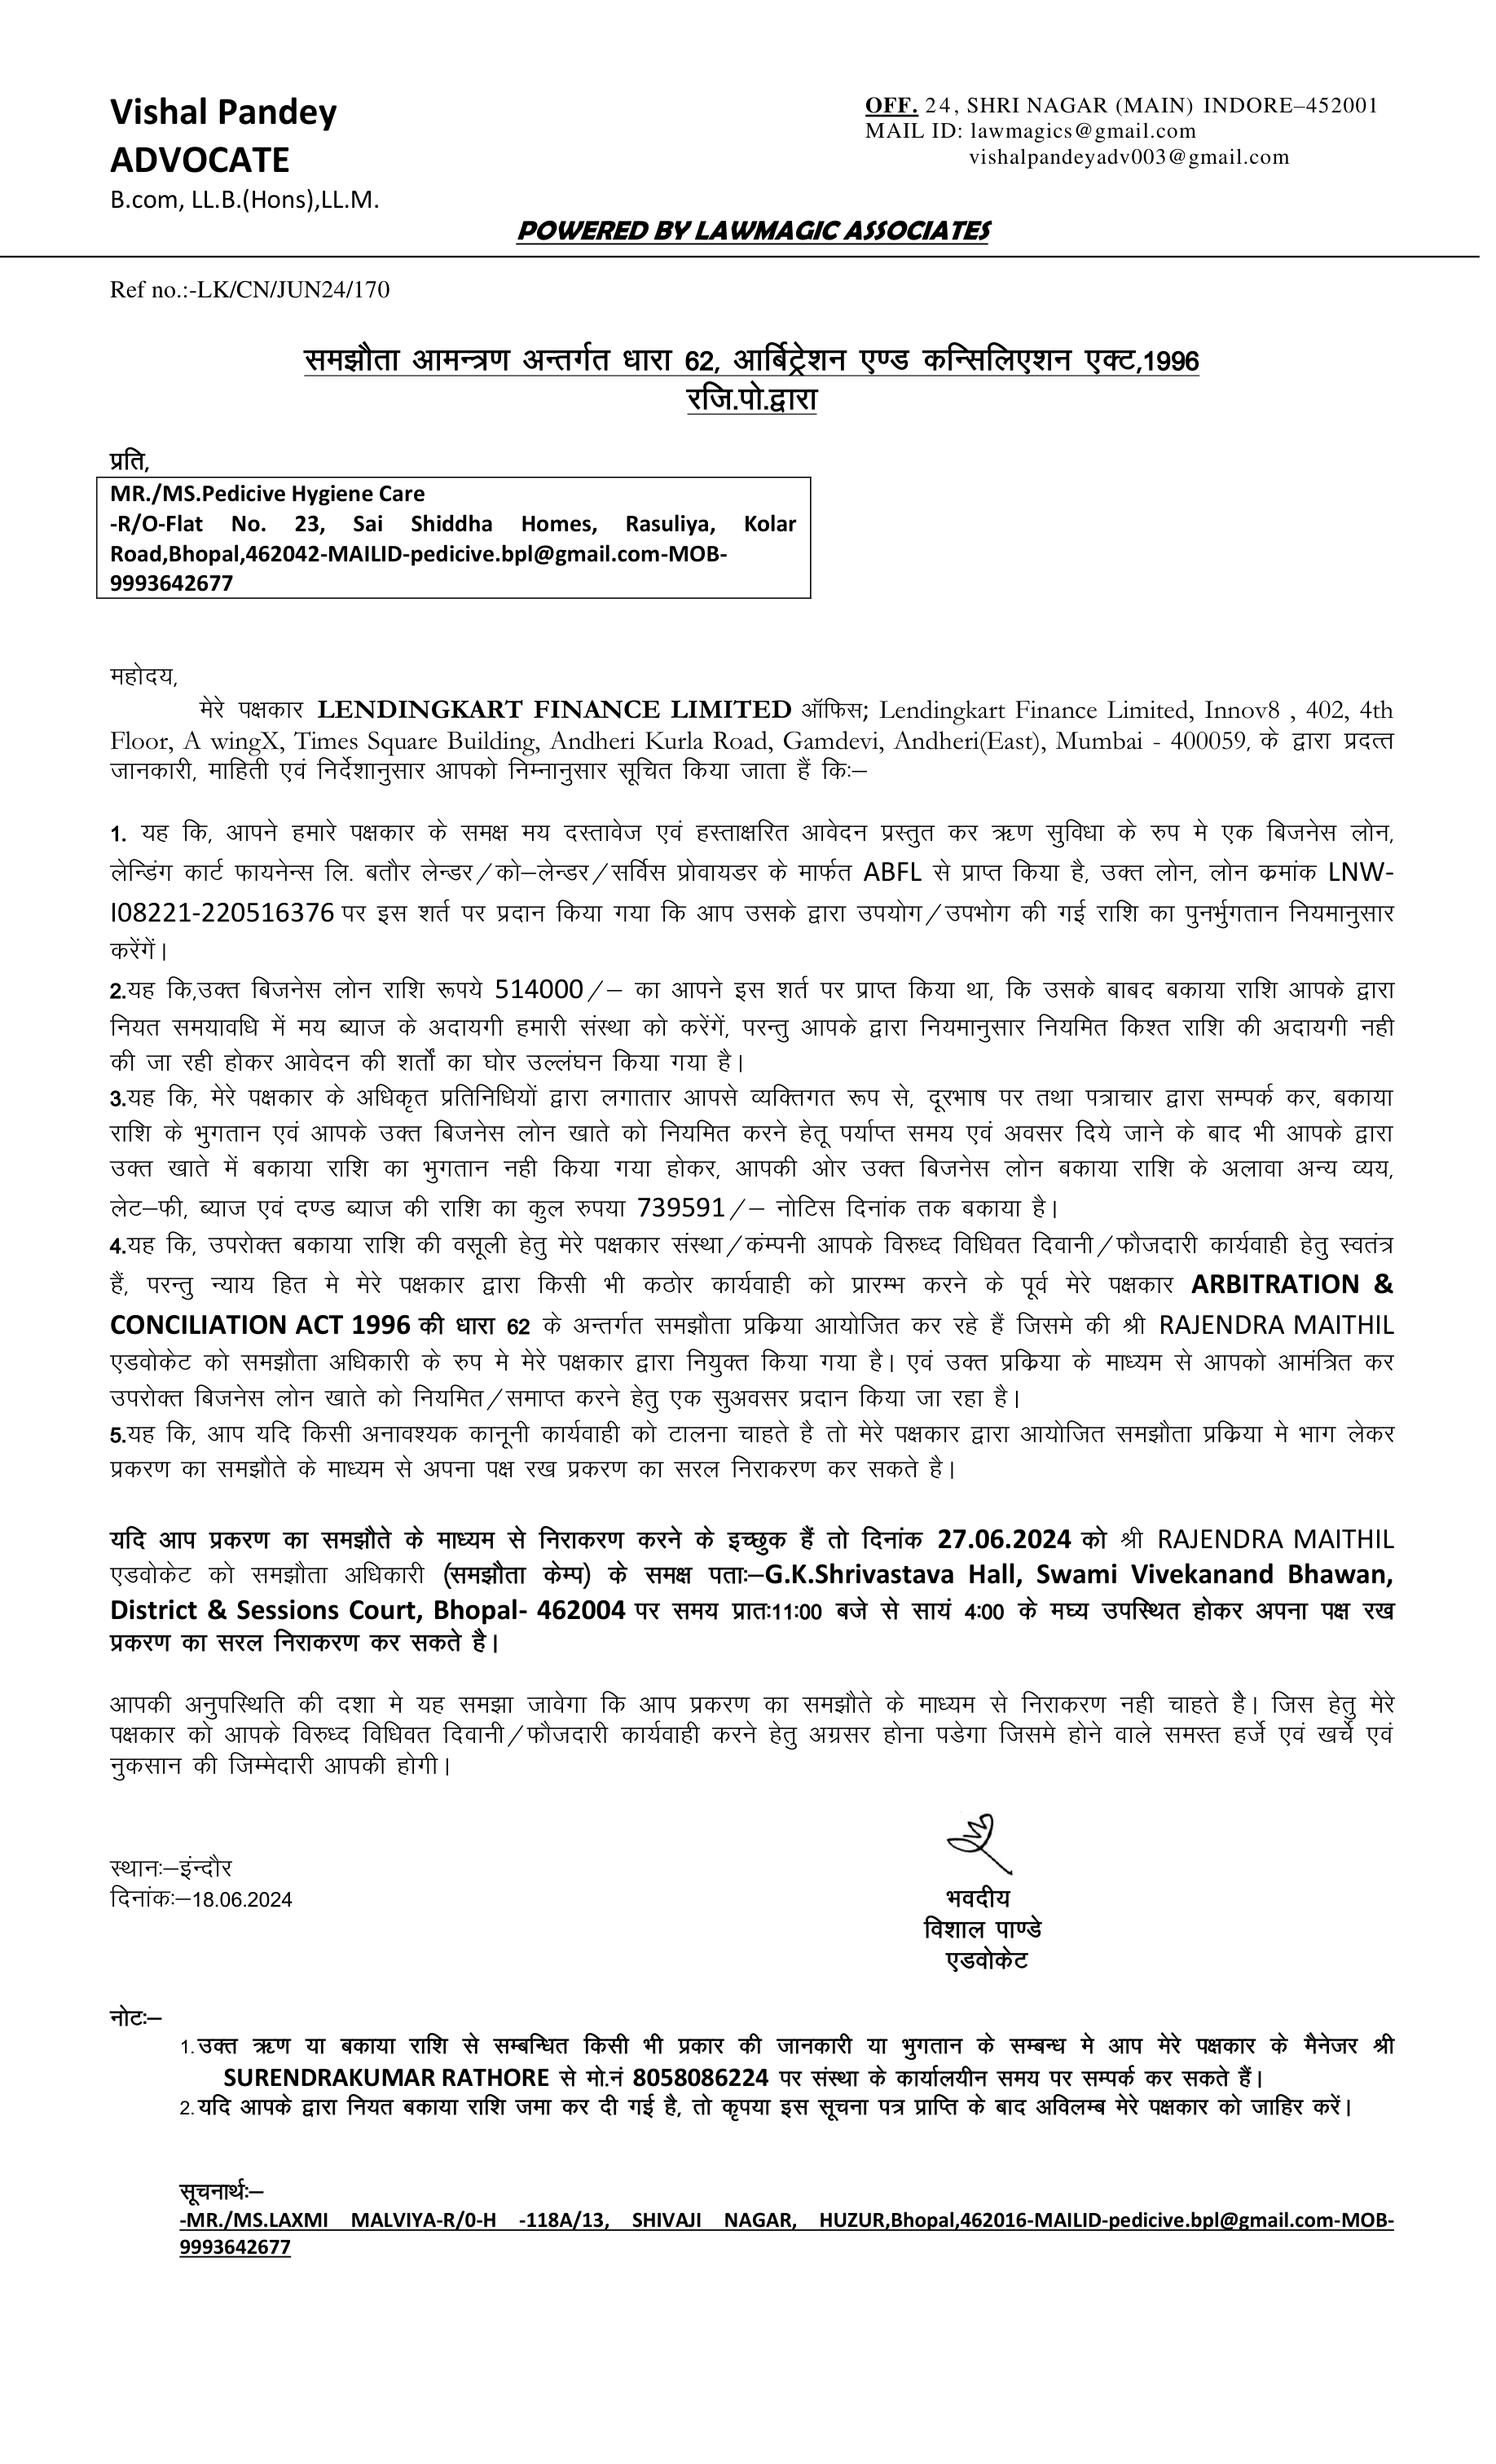 Vishal Pandey
ADVOCATE
B.com, LL.B.(Hons),LL.M.
OFF. 24, SHRI NAGAR (MAIN) INDORE–452001
MAIL ID: lawmagics@gmail.com
vishalpandeyadv003@gmail.com
POWERED BY LAWMAGIC ASSOCIATES
Ref no.:-LK/CN/JUN24/170
समझौता आमन्त्रण अन्तर्गत धारा 62, आर्बिट्रेशन एण्ड कन्सिलिएशन एक्ट,1996
रजि.पो.द्वारा
प्रति,
MR./MS.Pedicive Hygiene Care
-R/O-Flat No. 23, Sai Shiddha Homes, Rasuliya, Kolar
Road,Bhopal,462042-MAILID-pedicive.bpl@gmail.com-MOB-
9993642677
महोदय,
मेरे पक्षकार LENDINGKART FINANCE LIMITED ऑफिस; Lendingkart Finance Limited, Innov8 , 402, 4th
Floor, A wingX, Times Square Building, Andheri Kurla Road, Gamdevi, Andheri(East), Mumbai - 400059, के द्वारा प्रदत्त
जानकारी, माहिती एवं निर्देशानुसार आपको निम्नानुसार सूचित किया जाता हैं कि:–
1. यह कि, आपने हमारे पक्षकार के समक्ष मय दस्तावेज एवं हस्ताक्षरित आवेदन प्रस्तुत कर ऋण सुविधा के रुप मे एक बिजनेस लोन,
लेन्डिंग कार्ट फायनेन्स लि. बतौर लेन्डर/को–लेन्डर/सर्विस प्रोवायडर के मार्फत ABFL से प्राप्त किया है, उक्त लोन, लोन क्रमांक LNW-
I08221-220516376 पर इस शर्त पर प्रदान किया गया कि आप उसके द्वारा उपयोग/उपभोग की गई राशि का पुनर्भुगतान नियमानुसार
करेंगें।
2.यह कि,उक्त बिजनेस लोन राशि रूपये 514000/– का आपने इस शर्त पर प्राप्त किया था, कि उसके बाबद बकाया राशि आपके द्वारा
नियत समयावधि में मय ब्याज के अदायगी हमारी संस्था को करेंगें, परन्तु आपके द्वारा नियमानुसार नियमित किश्त राशि की अदायगी नही
की जा रही होकर आवेदन की शर्तों का घोर उल्लंघन किया गया है।
3.यह कि, मेरे पक्षकार के अधिकृत प्रतिनिधियों द्वारा लगातार आपसे व्यक्तिगत रूप से, दूरभाष पर तथा पत्राचार द्वारा सम्पर्क कर, बकाया
राशि के भुगतान एवं आपके उक्त बिजनेस लोन खाते को नियमित करने हेतू पर्याप्त समय एवं अवसर दिये जाने के बाद भी आपके द्वारा
उक्त खाते में बकाया राशि का भुगतान नही किया गया होकर, आपकी ओर उक्त बिजनेस लोन बकाया राशि के अलावा अन्य व्यय,
लेट–फी, ब्याज एवं दण्ड ब्याज की राशि का कुल रुपया 739591/– नोटिस दिनांक तक बकाया है।
4.यह कि, उपरोक्त बकाया राशि की वसूली हेतु मेरे पक्षकार संस्था/कंम्पनी आपके विरुध्द विधिवत दिवानी/फौजदारी कार्यवाही हेतु स्वतंत्र
हैं, परन्तु न्याय हित मे मेरे पक्षकार द्वारा किसी भी कठोर कार्यवाही को प्रारम्भ करने के पूर्व मेरे पक्षकार ARBITRATION &
CONCILIATION ACT 1996 की धारा 62 के अन्तर्गत समझौता प्रक्रिया आयोजित कर रहे हैं जिसमे की श्री RAJENDRA MAITHIL
एडवोकेट को समझौता अधिकारी के रुप मे मेरे पक्षकार द्वारा नियुक्त किया गया है। एवं उक्त प्रक्रिया के माध्यम से आपको आमंत्रित कर
उपरोक्त बिजनेस लोन खाते को नियमित/समाप्त करने हेतु एक सुअवसर प्रदान किया जा रहा है।
5.यह कि, आप यदि किसी अनावश्यक कानूनी कार्यवाही को टालना चाहते है तो मेरे पक्षकार द्वारा आयोजित समझौता प्रक्रिया मे भाग लेकर
प्रकरण का समझौते के माध्यम से अपना पक्ष रख प्रकरण का सरल निराकरण कर सकते है।
यदि आप प्रकरण का समझौते के माध्यम से निराकरण करने के इच्छुक हैं तो दिनांक 27.06.2024 को श्री RAJENDRA MAITHIL
एडवोकेट को समझौता अधिकारी (समझौता केम्प) के समक्ष पता:–G.K.Shrivastava Hall, Swami Vivekanand Bhawan,
District & Sessions Court, Bhopal- 462004 पर समय प्रात:11:00 बजे से सायं 4:00 के मघ्य उपस्थित होकर अपना पक्ष रख
प्रकरण का सरल निराकरण कर सकते है।
आपकी अनुपस्थिति की दशा मे यह समझा जावेगा कि आप प्रकरण का समझौते के माध्यम से निराकरण नही चाहते है। जिस हेतु मेरे
पक्षकार को आपके विरुध्द विधिवत दिवानी/फौजदारी कार्यवाही करने हेतु अग्रसर होना पडेगा जिसमे होने वाले समस्त हर्जे एवं खर्चे एवं
नुकसान की जिम्मेदारी आपकी होगी।
स्थान:–इंन्दौर
दिनांक:–18.06.2024
भवदीय
विशाल पाण्डे
एडवोकेट
नोट:–
1.उक्त ऋण या बकाया राशि से सम्बन्धित किसी भी प्रकार की जानकारी या भुगतान के सम्बन्ध मे आप मेरे पक्षकार के मैनेजर श्री
SURENDRAKUMAR RATHORE से मो.नं 8058086224 पर संस्था के कार्यालयीन समय पर सम्पर्क कर सकते हैं।
2.यदि आपके द्वारा नियत बकाया राशि जमा कर दी गई है, तो कृपया इस सूचना पत्र प्राप्ति के बाद अविलम्ब मेरे पक्षकार को जाहिर करें।
सूचनार्थ:–
-MR./MS.LAXMI MALVIYA-R/0-H -118A/13, SHIVAJI NAGAR, HUZUR,Bhopal,462016-MAILID-pedicive.bpl@gmail.com-MOB-
9993642677